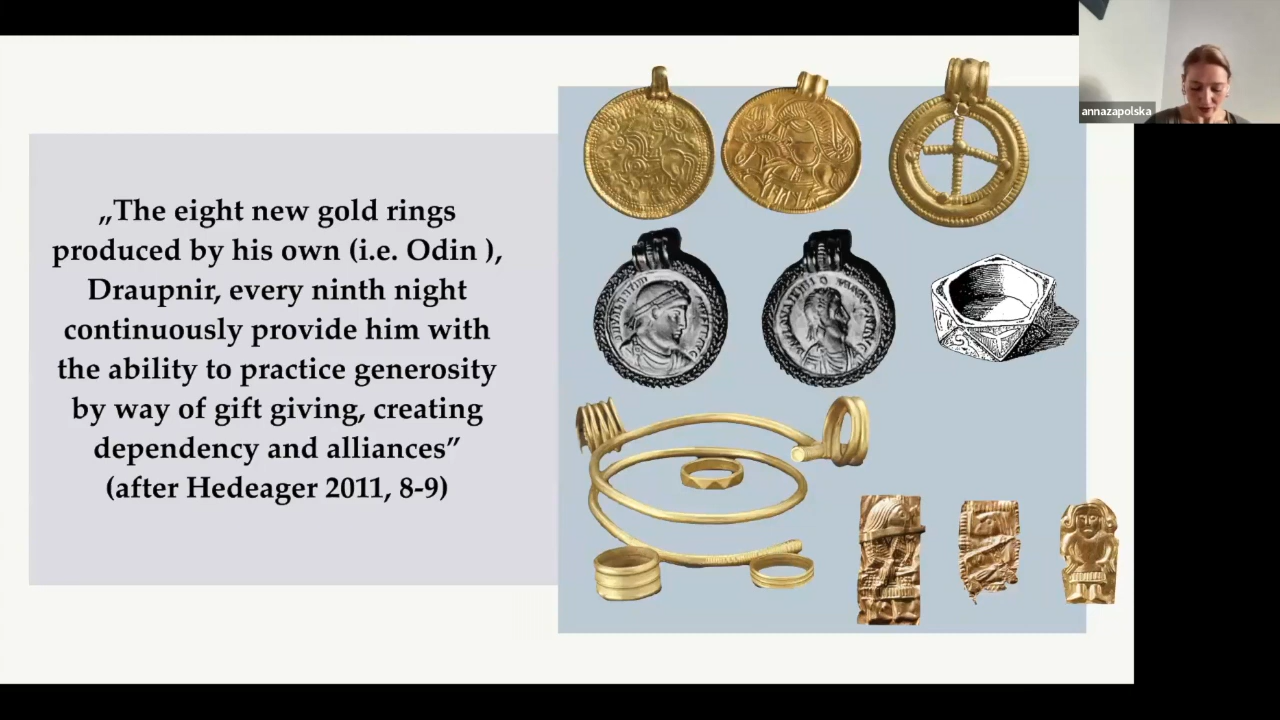 „The eight new gold rings
produced by his own (i.e. Odin ),
Draupnir, every ninth night
continuously provide him with
the ability to practice generosity
by way of gift giving, creating
dependency and alliances”
(after Hedeager 2011, 8-9)
annazapolska